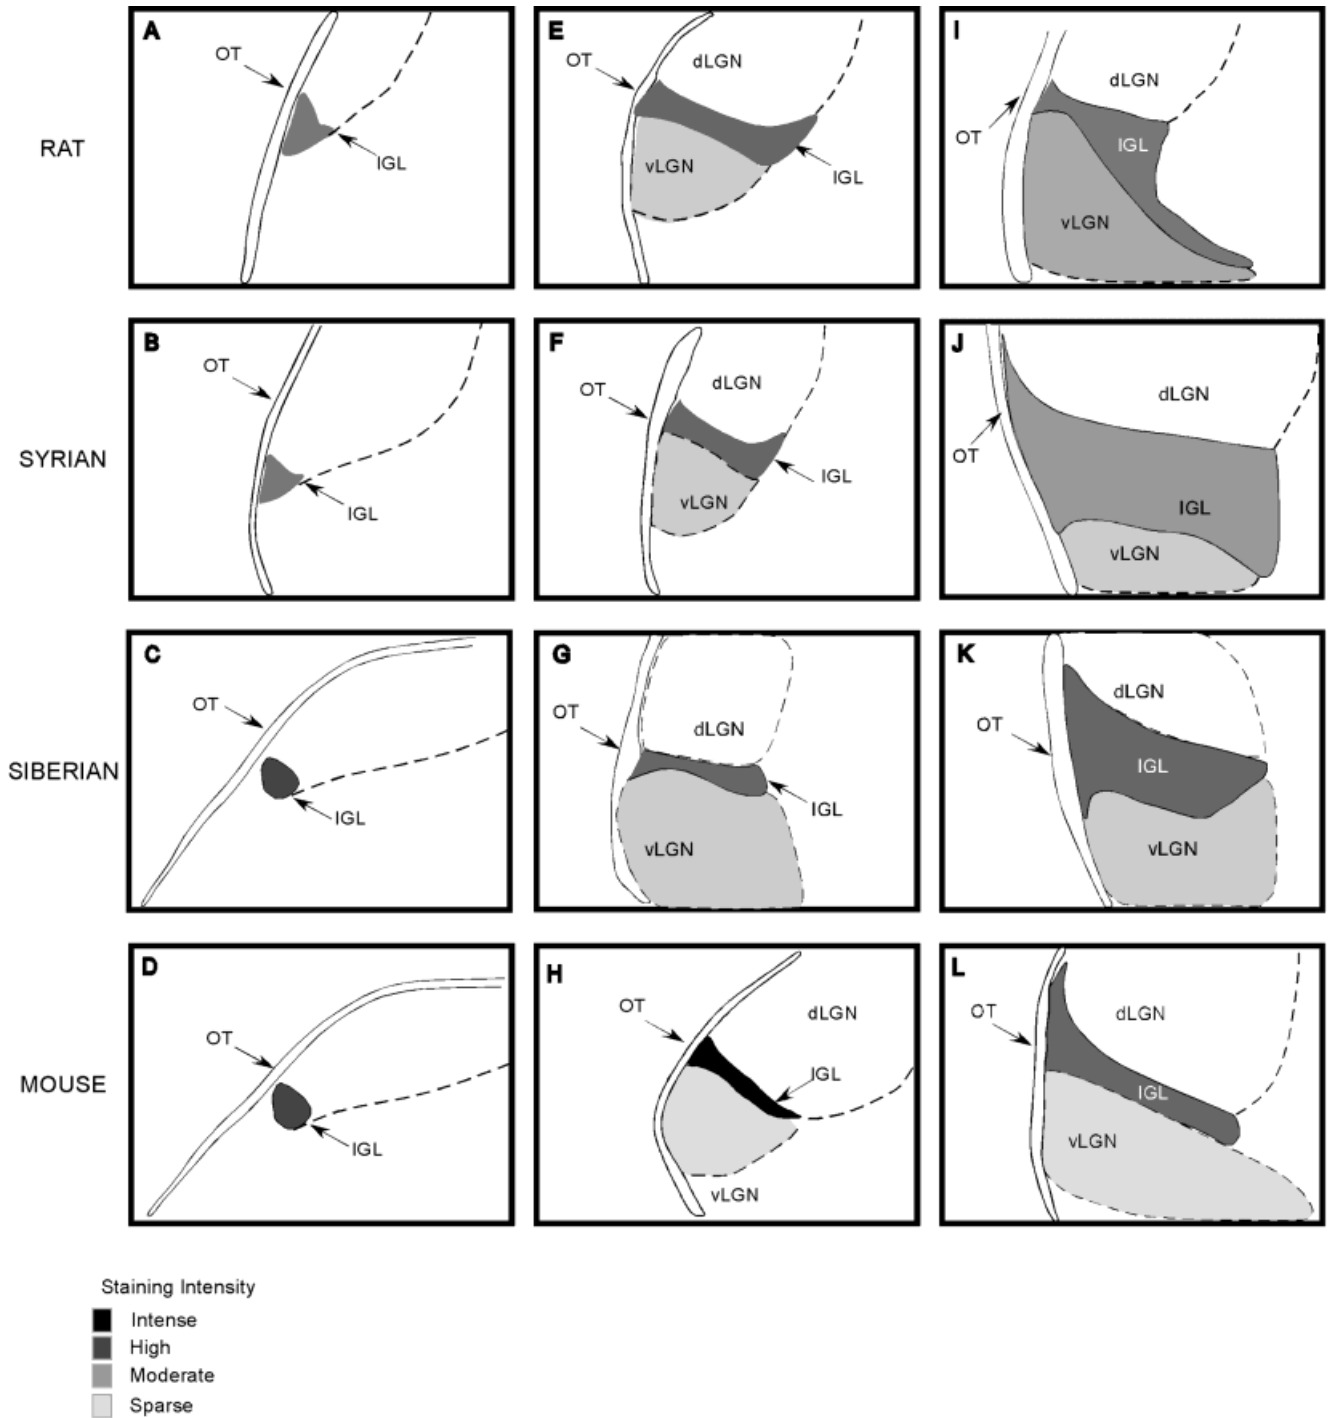 A
OT
IGL
E
OT
dLGN
vLGN
IGL
I
dLGN
OT
IGL
vLGN
RAT
B
OT
IGL
F
OT
dLGN
vLGN
IGL
J
dLGN
OT
IGL
vLGN
SYRIAN
C
OT
IGL
G
OT
dLGN
IGL
vLGN
K
dLGN
OT
IGL
vLGN
SIBERIAN
D
OT
IGL
H
OT
dLGN
IGL
vLGN
L
OT
dLGN
IGL
vLGN
MOUSE
Staining Intensity
Intense
High
Moderate
Sparse